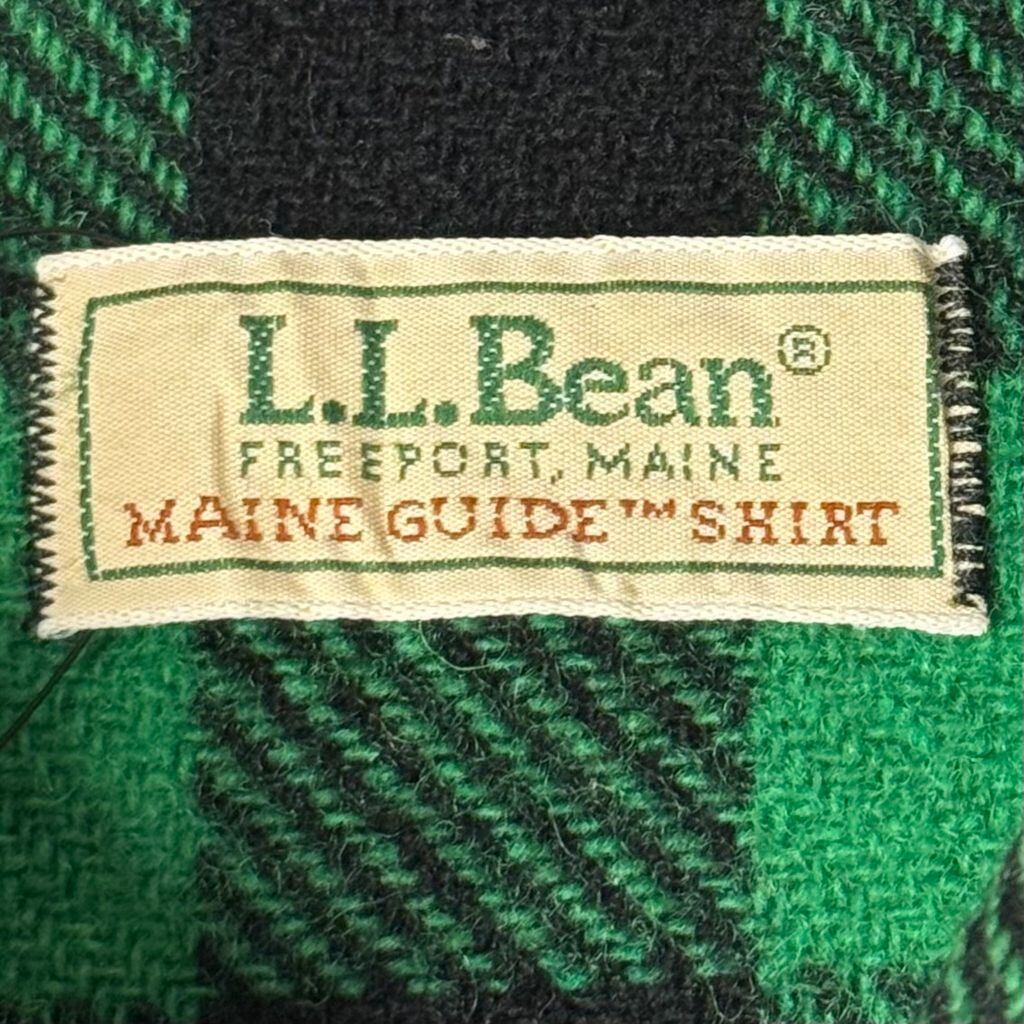 L.L.Bean®
FREEPORT, MAINE
MAINE GUIDE™ SHIRT